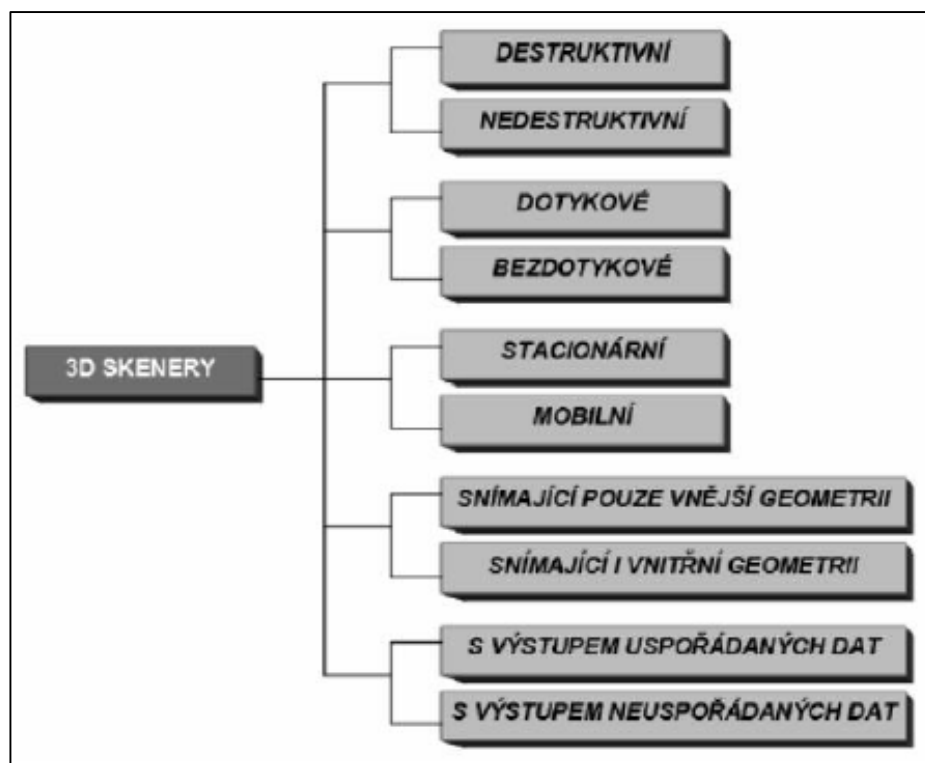 DESTRUKTIVNÍ
NEDESTRUKTIVNÍ
DOTYKOVÉ
BEZDOTYKOVÉ
3D SKENERY
STACIONÁRNÍ
MOBILNÍ
SNÍMAJÍCÍ POUZE VNĚJŠÍ GEOMETRII
SNÍMAJÍCÍ I VNITŘNÍ GEOMETRII
S VÝSTUPEM USPOŘÁDANÝCH DAT
S VÝSTUPEM NEUSPOŘÁDANÝCH DAT